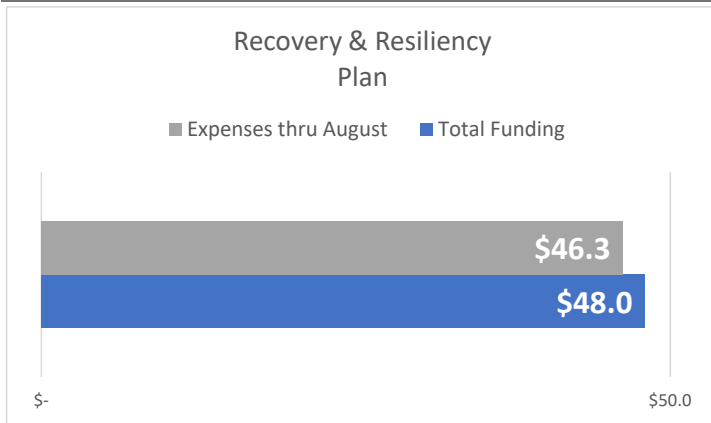 Recovery & Resiliency
Plan
Expenses thru August Total Funding
$46.3
$48.0
$- $50.0